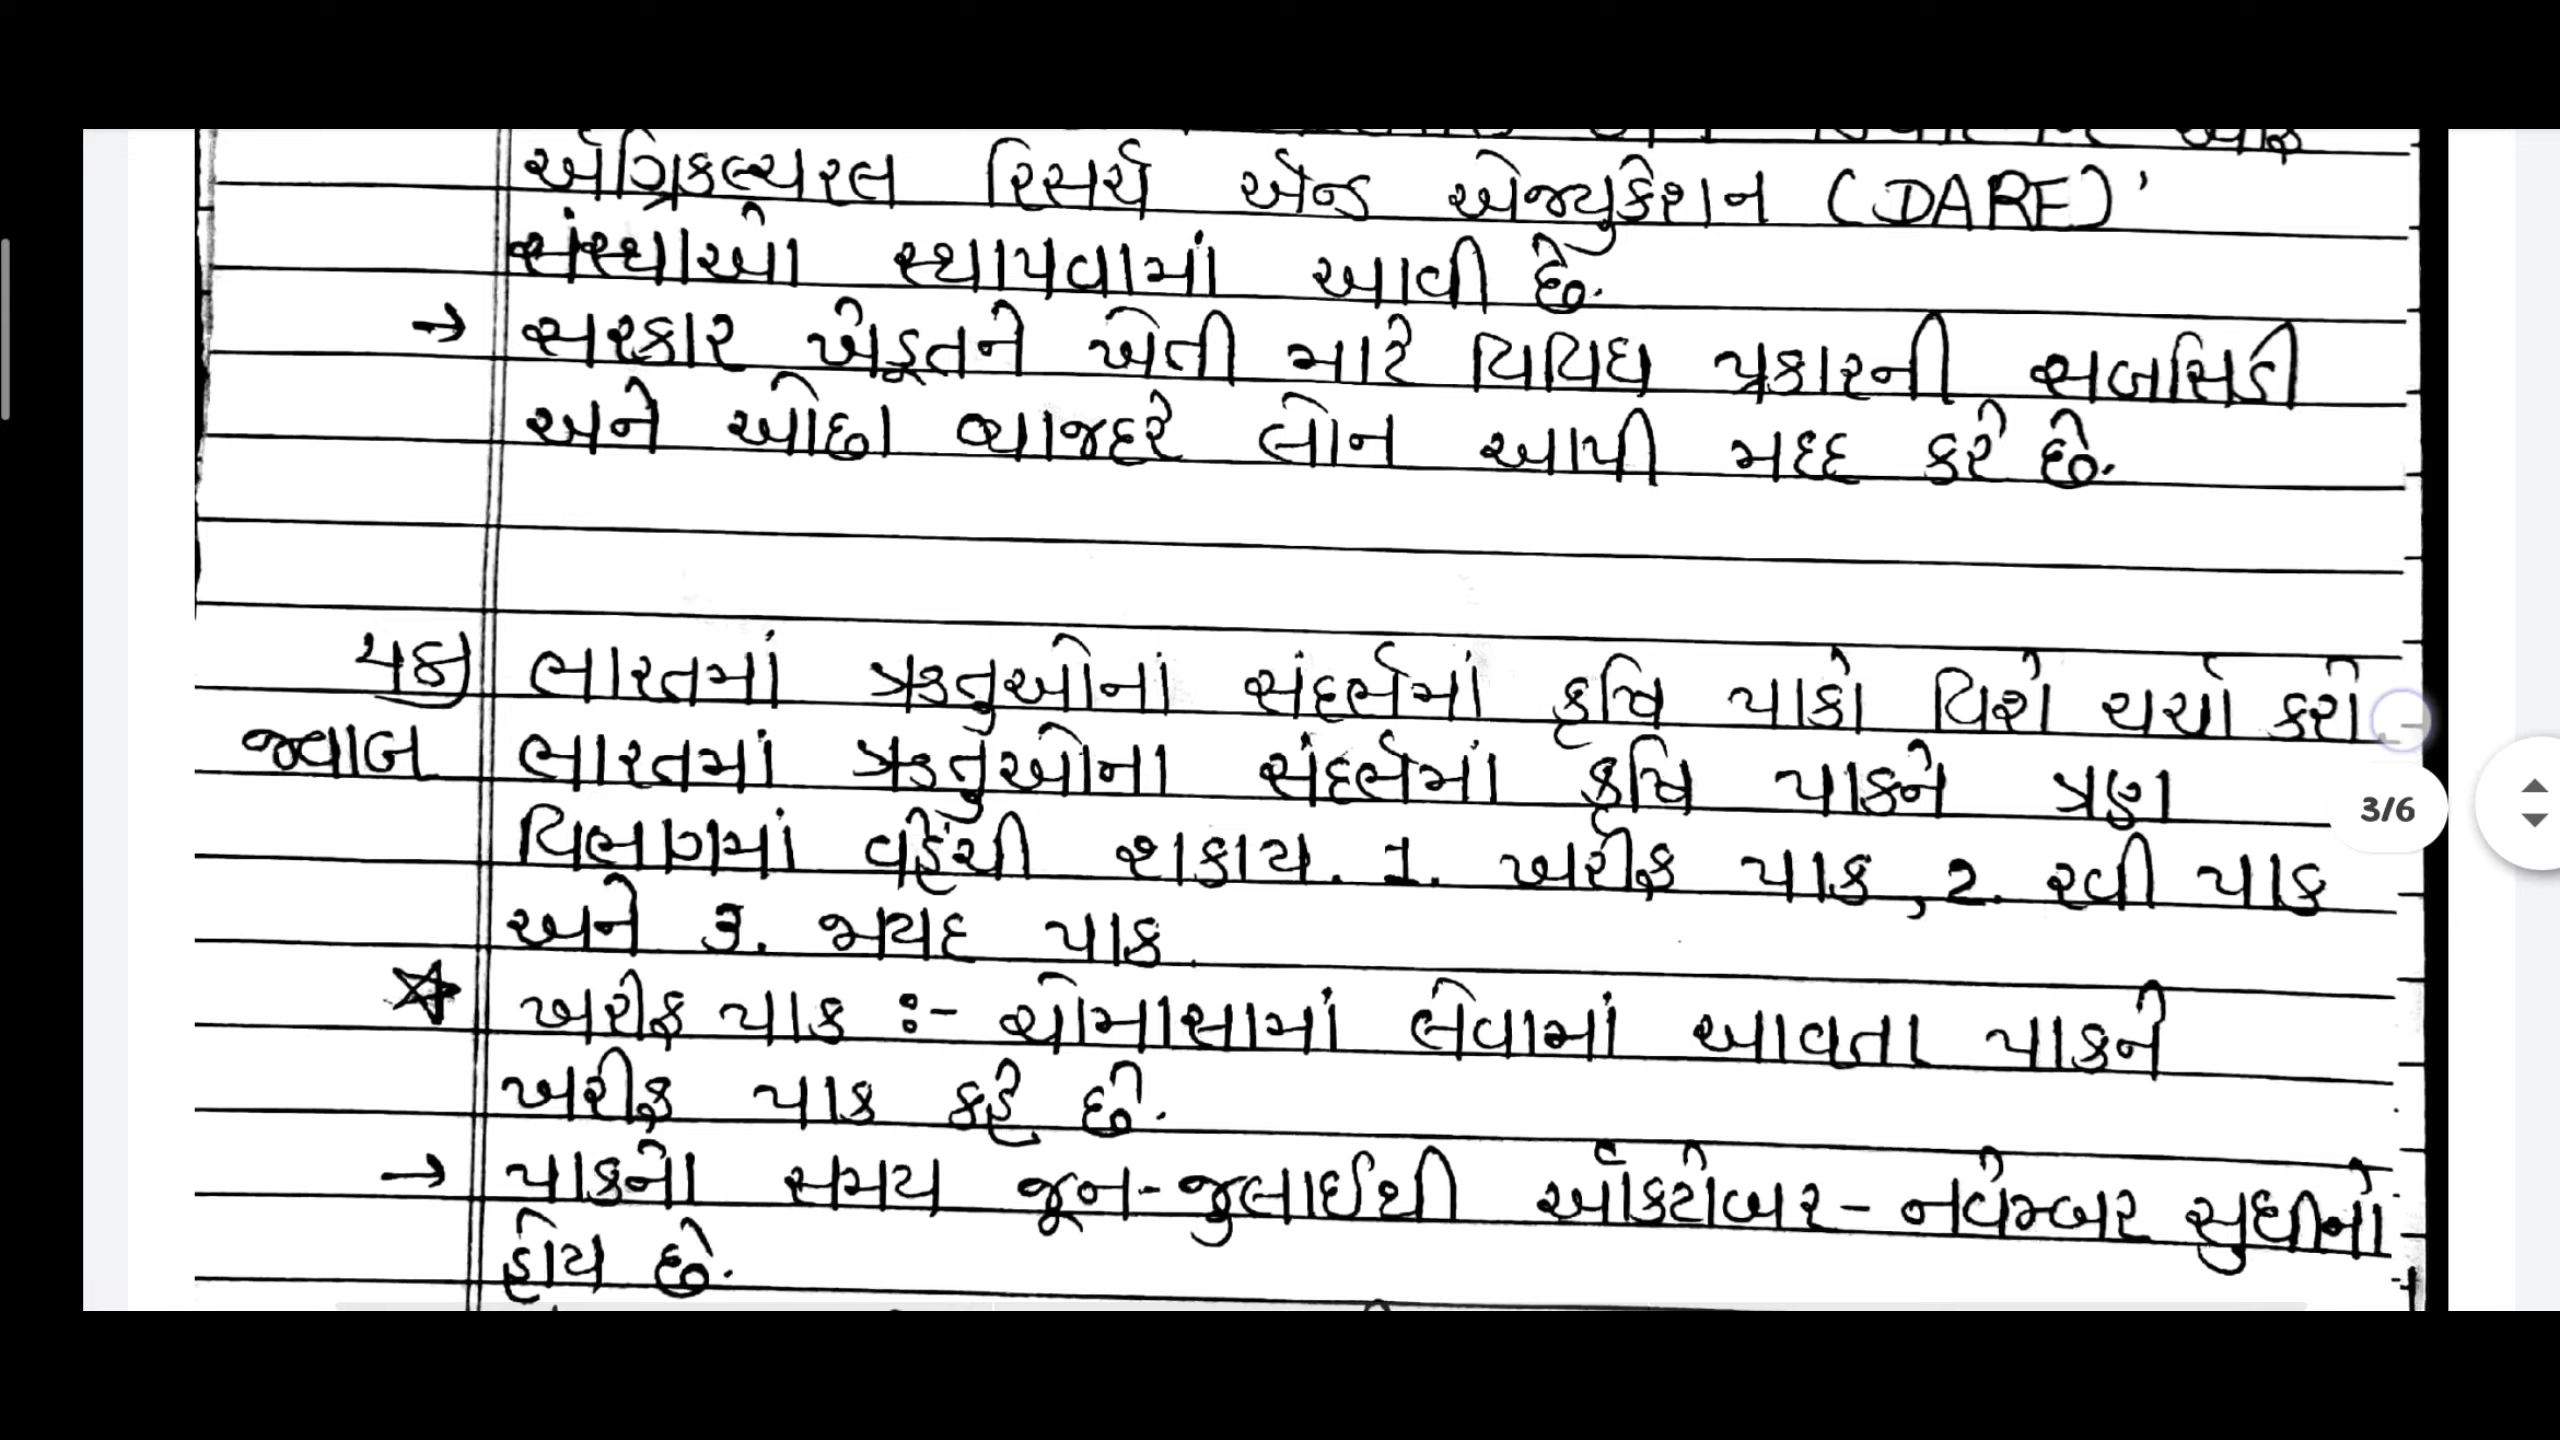 એગ્રિકલ્ચરલ રિસર્ચ એન્ડ એજ્યુકેશન (DARE)'
સંસ્થાઓ સ્થાપવામાં આવી છે.
→ સરકાર ખેડૂતને ખેતી માટે વિવિધ પ્રકારની સબસિડી
અને ઓછા વ્યાજદરે લોન આપી મદદ કરે છે.
ભારતમાં ઋતુઓનાં સંદર્ભમાં કૃષિ પાકો વિશે ચર્ચા કરો.
જવાબ ભારતમાં ઋતુઓના સંદર્ભમાં કૃષિ પાકને ત્રણ
વિભાગમાં વહેંચી શકાય. 1. ખરીફ પાક, 2. રવી પાક
અને 3. જાયદ પાક
☆ ખરીફ પાક :- ચોમાસામાં લેવામાં આવતા પાકને
ખરીફ પાક કહે છે.
→ પાકનો સમય જૂન-જુલાઈથી ઑક્ટોબર-નવેમ્બર સુધીનો
હોય છે.
3/6